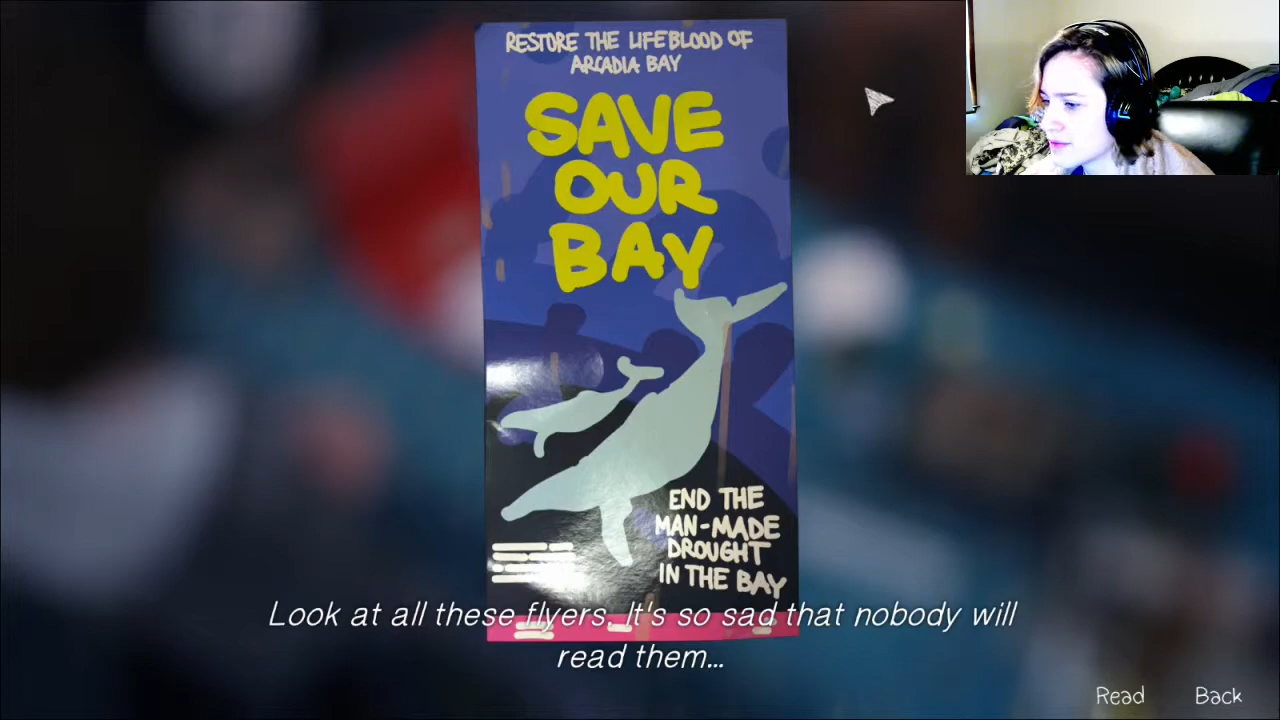 RESTORE THE LIFEBLOOD OF
ARCADIA BAY
SAVE
OUR
BAY
END THE
MAN-MADE
DROUGHT
IN THE BAY
Look at all these flyers. It's so sad that nobody will
read them...
Read Back